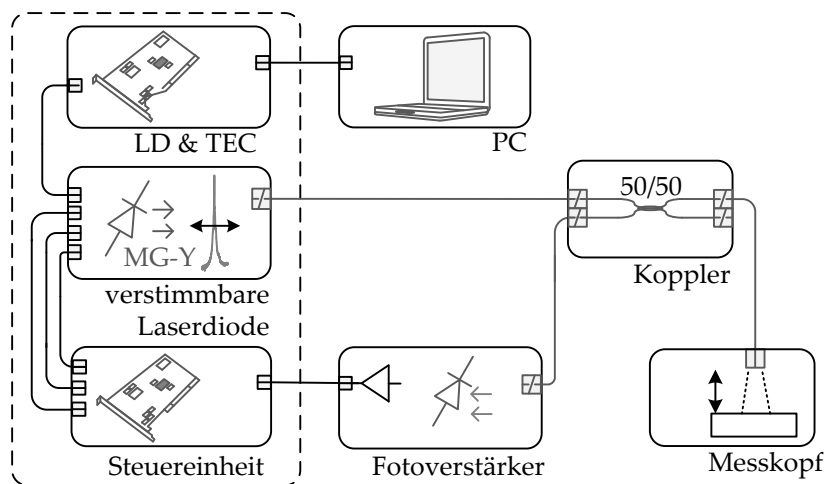 LD & TEC
PC
50/50
MG-Y
Koppler
verstimmbare
Laserdiode
Steuereinheit
Fotoverstärker
Messkopf